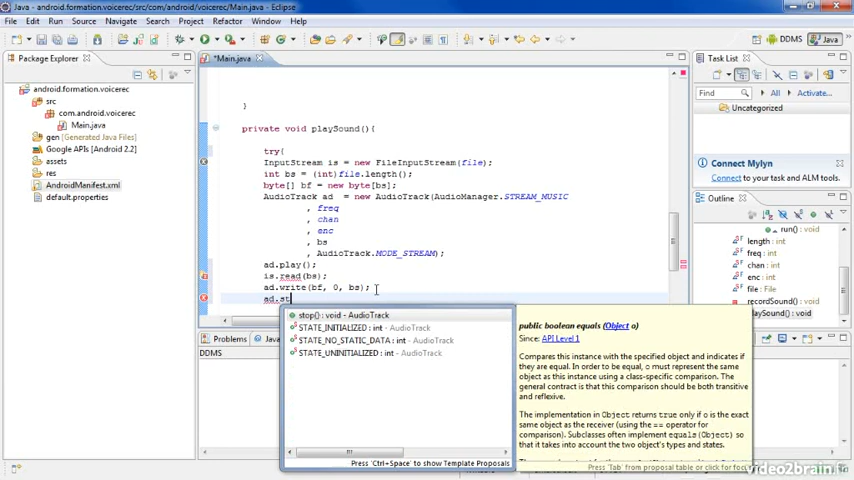 Java - android.formation.voicerec/src/com/android/voicerec/Main.java - Eclipse
File Edit Run Source Navigate Search Project Refactor Window Help
DDMS Java
Package Explorer
*Main.java
Task List
android.formation.voicerec
src
com.android.voicerec
Main.java
gen [Generated Java Files]
Google APIs [Android 2.2]
assets
res
AndroidManifest.xml
default.properties
}
private void playSound(){
try{
InputStream is = new FileInputStream(file);
int bs = (int)file.length();
byte[] bf = new byte[bs];
AudioTrack ad = new AudioTrack(AudioManager.STREAM_MUSIC
, freq
, chan
, enc
, bs
, AudioTrack.MODE_STREAM);
ad.play();
is.read(bs);
ad.write(bf, 0, bs);
ad.st
Find All Activate...
Uncategorized
Connect Mylyn
Connect to your task and ALM tools.
Outline
run() : void
length : int
freq : int
chan : int
enc : int
file : File
recordSound() : void
playSound() : void
Problems
DDMS
stop() : void - AudioTrack
STATE_INITIALIZED : int - AudioTrack
STATE_NO_STATIC_DATA : int - AudioTrack
STATE_UNINITIALIZED : int - AudioTrack
Press 'Ctrl+Space' to show Template Proposals
public boolean equals (Object o)
Since: API Level 1
Compares this instance with the specified object and indicates if
they are equal. In order to be equal, o must represent the same
object as this instance using a class-specific comparison. The
general contract is that this comparison should be both transitive
and reflexive.
The implementation in Object returns true only if o is the exact
same object as the receiver (using the == operator for
comparison). Subclasses often implement equals(Object) so
that it takes into account the two object's types and states.
Press 'Tab' from proposal table or click for
video2brain